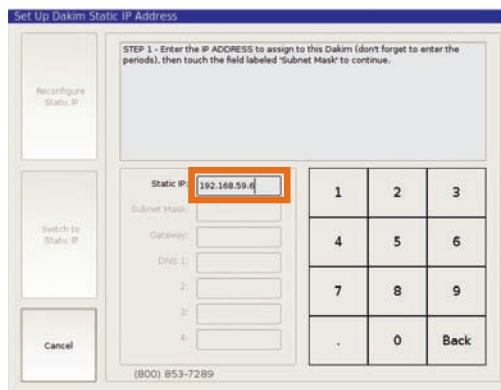 Set Up Dakim Static IP Address
STEP 1 - Enter the IP ADDRESS to assign to this Dakim (don't forget to enter the
periods), then touch the field labeled 'Subnet Mask' to continue.
Reconfigure
Static IP
Static IP: 192.168.59.6
Subnet Mask:
Gateway:
DNS 1:
2:
3:
4:
Switch to
Static IP
Cancel
1 2 3
4 5 6
7 8 9
. 0 Back
(800) 853-7289